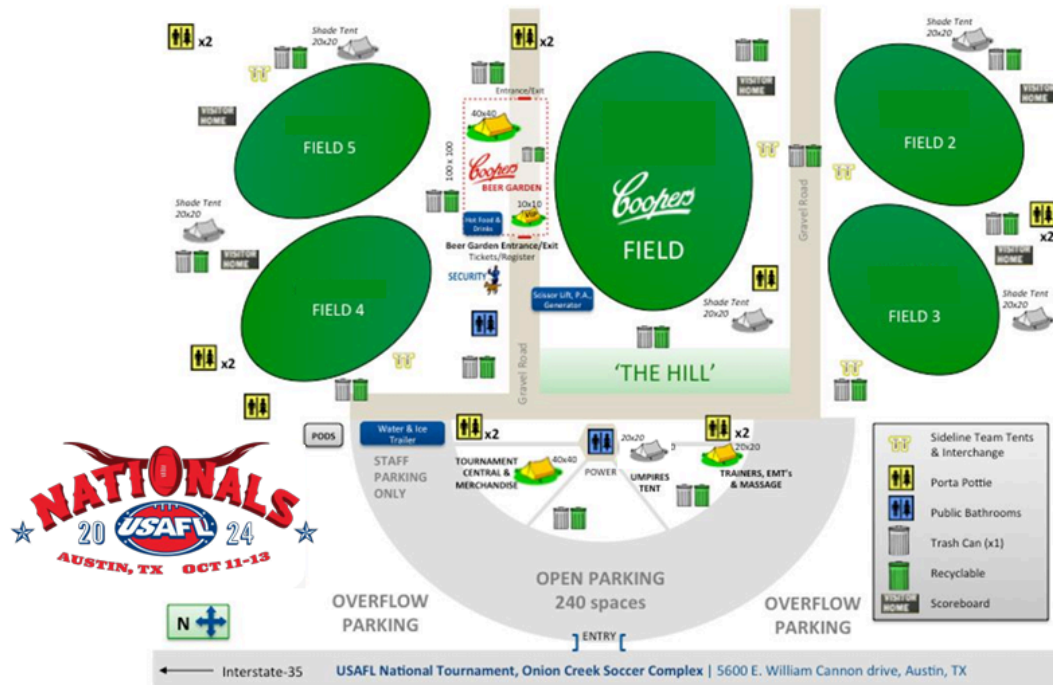 x2
Shade Tent
20x20
VISITOR
HOME
FIELD 5
x2
Entrance/Exit
40x40
100 x 100
Coopers
BEER GARDEN
10x10
VIP
Hot Food &
Drinks
Beer Garden Entrance/Exit
Tickets/Register
SECURITY
Coopers
FIELD
VISITOR
HOME
Gravel Road
Shade Tent
20x20
VISITOR
HOME
FIELD 2
x2
VISITOR
HOME
Shade Tent
20x20
FIELD 3
Shade Tent
20x20
VISITOR
HOME
FIELD 4
x2
Scissor Lift, P.A.,
Generator
Shade Tent
20x20
Gravel Road
'THE HILL'
PODS
Water & Ice
Trailer
STAFF
PARKING
ONLY
x2
TOURNAMENT
CENTRAL &
MERCHANDISE
40x40
POWER
20x20
UMPIRES
TENT
x2
20x20
TRAINERS, EMT's
& MASSAGE
Sideline Team Tents
& Interchange
Porta Pottie
Public Bathrooms
Trash Can (x1)
Recyclable
VISITOR
HOME
Scoreboard
NATIONALS
20 USAFL 24
AUSTIN, TX OCT 11-13
OPEN PARKING
240 spaces
OVERFLOW
PARKING
OVERFLOW
PARKING
ENTRY
N
Interstate-35
USAFL National Tournament, Onion Creek Soccer Complex | 5600 E. William Cannon drive, Austin, TX